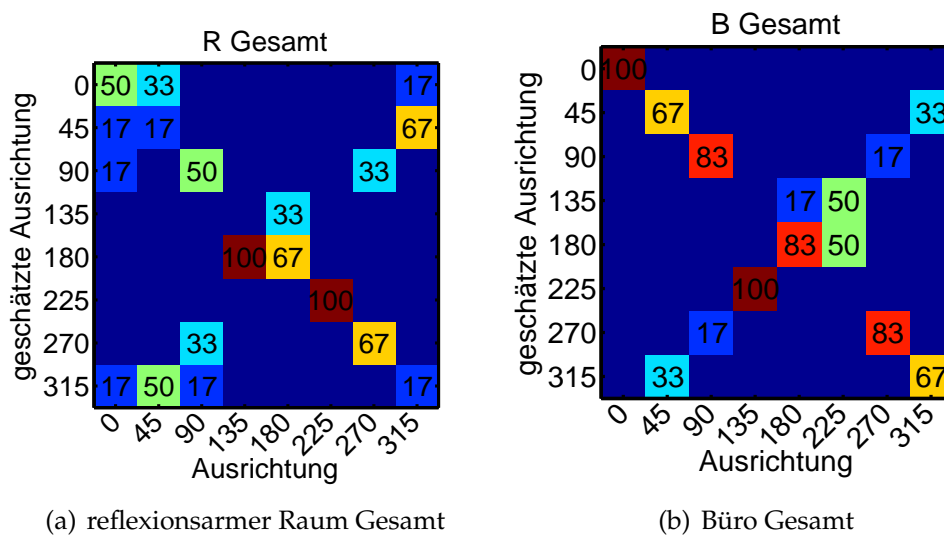 R Gesamt
geschätzte Ausrichtung
0 50 33 17
45 17 17 67
90 17 50 33
135 33
180 100 67
225 100
270 33 67
315 17 50 17 17
0 45 90 135 180 225 270 315
Ausrichtung
(a) reflexionsarmer Raum Gesamt
B Gesamt
geschätzte Ausrichtung
0 100
45 67 33
90 83 17
135 17 50
180 83 50
225 100
270 17 83
315 33 67
0 45 90 135 180 225 270 315
Ausrichtung
(b) Büro Gesamt